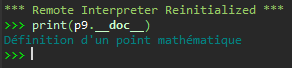 *** Remote Interpreter Reinitialized ***
>>> print(p9.__doc__)
Définition d'un point mathématique
>>>